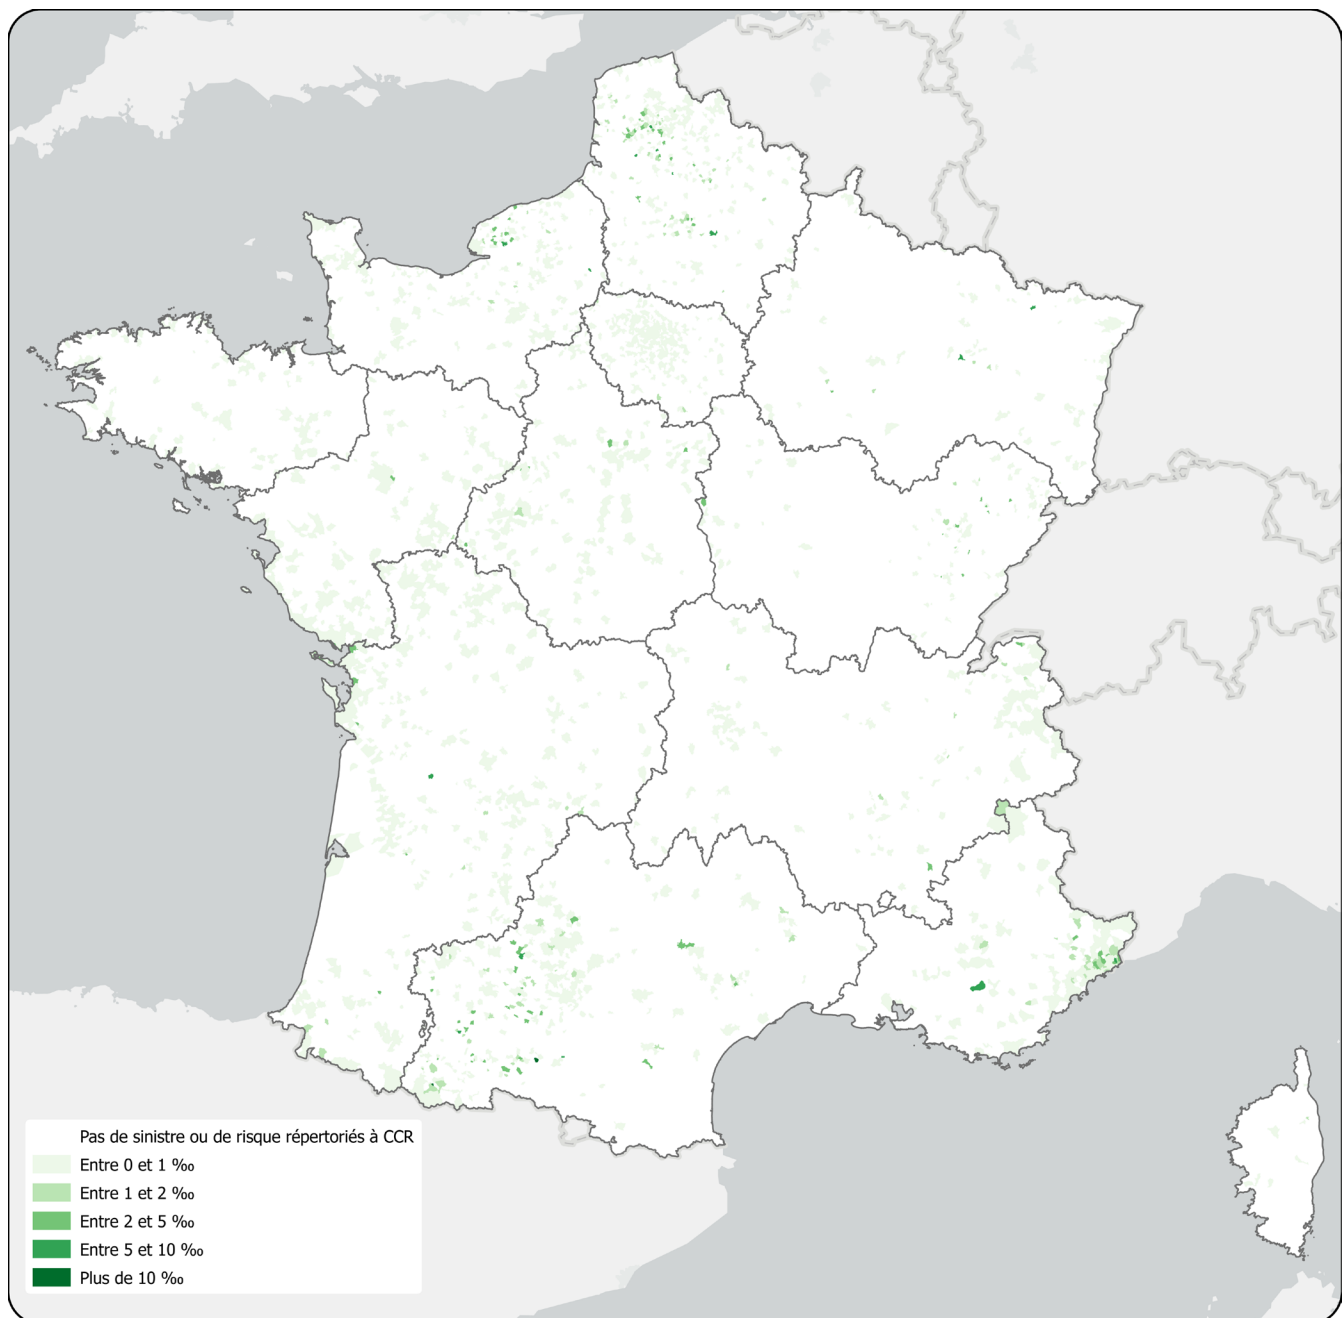 Pas de sinistre ou de risque répertoriés à CCR
Entre 0 et 1 ‰
Entre 1 et 2 ‰
Entre 2 et 5 ‰
Entre 5 et 10 ‰
Plus de 10 ‰